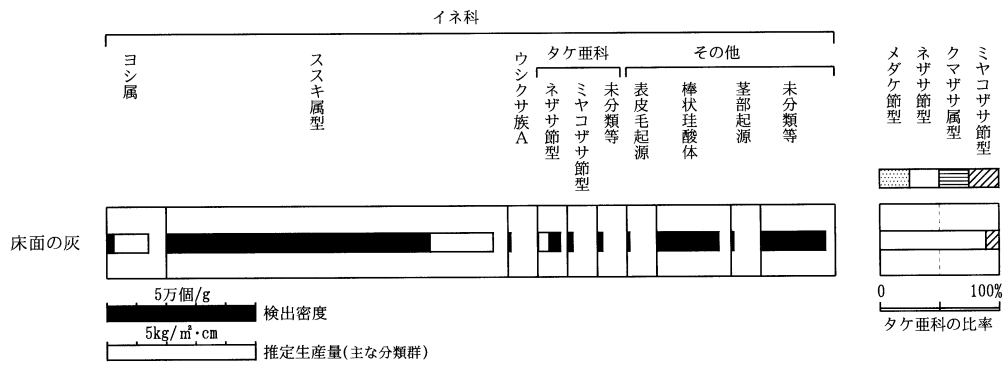 イネ科
タケ亜科
その他
ヨシ属
ススキ属型
ウシクサ族A
ネザサ節型
ミヤコザサ節型
未分類等
表皮毛起源
棒状珪酸体
茎部起源
未分類等
メダケ節型
ネザサ節型
クマザサ属型
ミヤコザサ節型
床面の灰
5万個/g
検出密度
5kg/㎡・cm
推定生産量(主な分類群)
0 100%
タケ亜科の比率